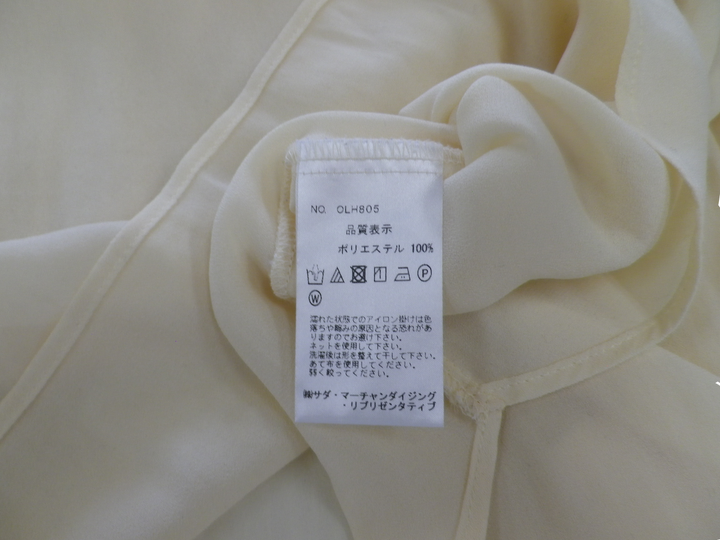 NO. OLH805
品質表示
ポリエステル 100%
P
W
濡れた状態でのアイロン掛けは色
落ちや縮みの原因となる恐れがあ
りますのでお避け下さい。
ネットを使用して下さい。
洗濯後は形を整えて干して下さい。
あて布を使用してください。
弱く絞ってください。
㈱サダ・マーチャンダイジング
・リプリゼンタティブ